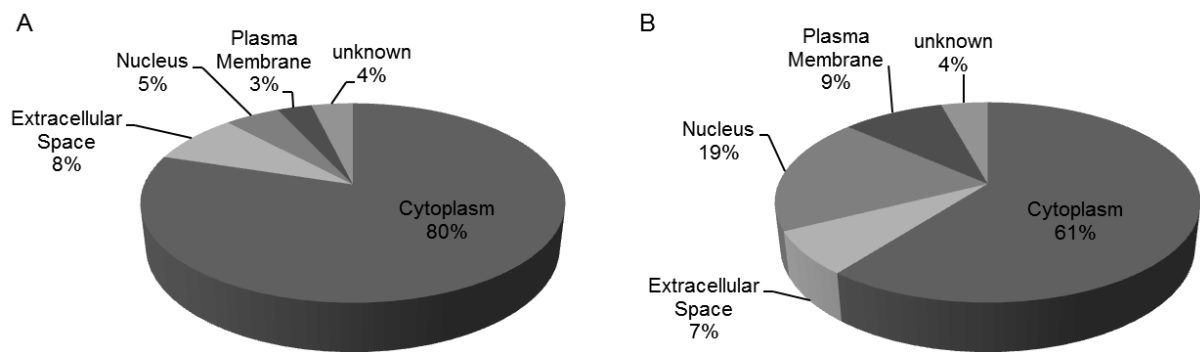 A
Nucleus
5%
Plasma
Membrane
3%
unknown
4%
Extracellular
Space
8%
Cytoplasm
80%
B
Plasma
Membrane
9%
unknown
4%
Nucleus
19%
Cytoplasm
61%
Extracellular
Space
7%